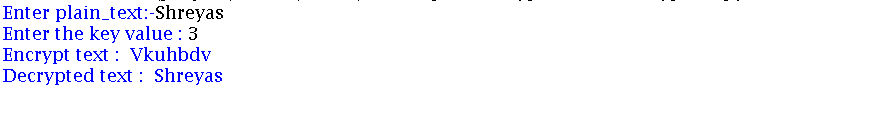 Enter plain_text:-Shreyas
Enter the key value : 3
Encrypt text :  Vkuhbdv
Decrypted text :  Shreyas